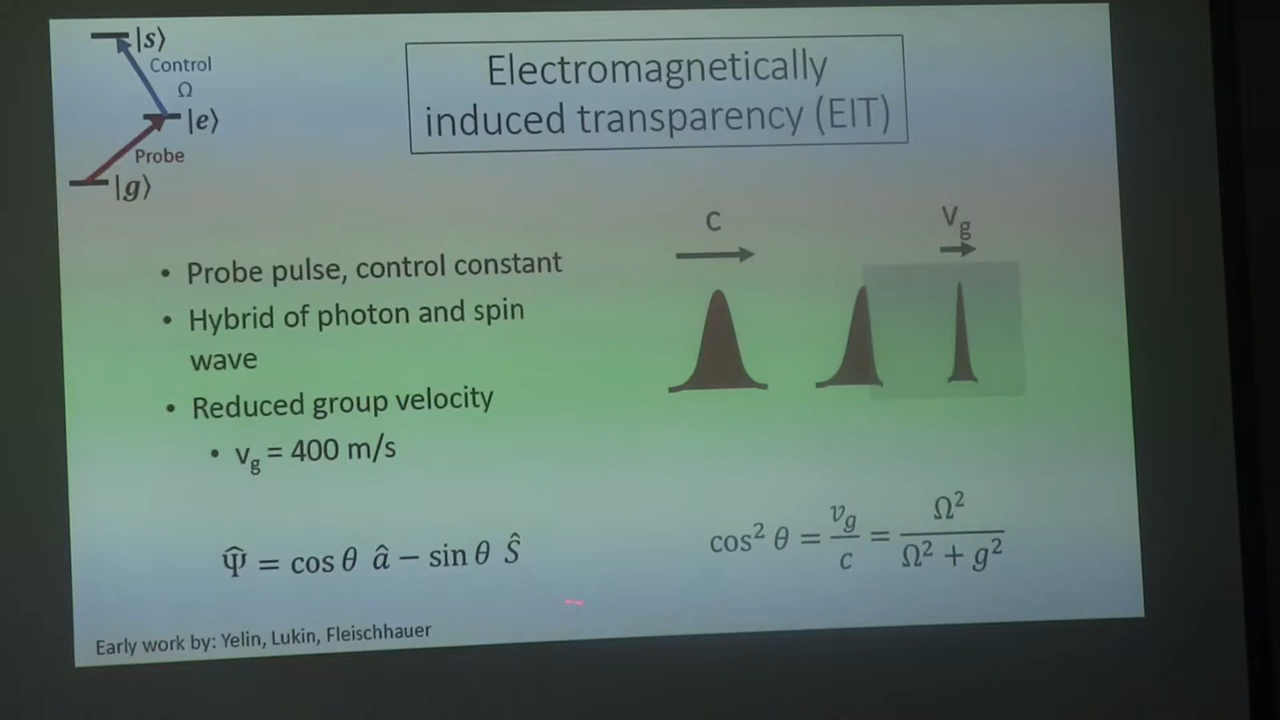 |s⟩
Control
Ω
|e⟩
Probe
|g⟩
Electromagnetically
induced transparency (EIT)
• Probe pulse, control constant
• Hybrid of photon and spin
wave
• Reduced group velocity
• v_g = 400 m/s
c
V_g
Ψ̂ = cos θ â − sin θ Ŝ
cos² θ = v_g/c = Ω²/(Ω² + g²)
Early work by: Yelin, Lukin, Fleischhauer